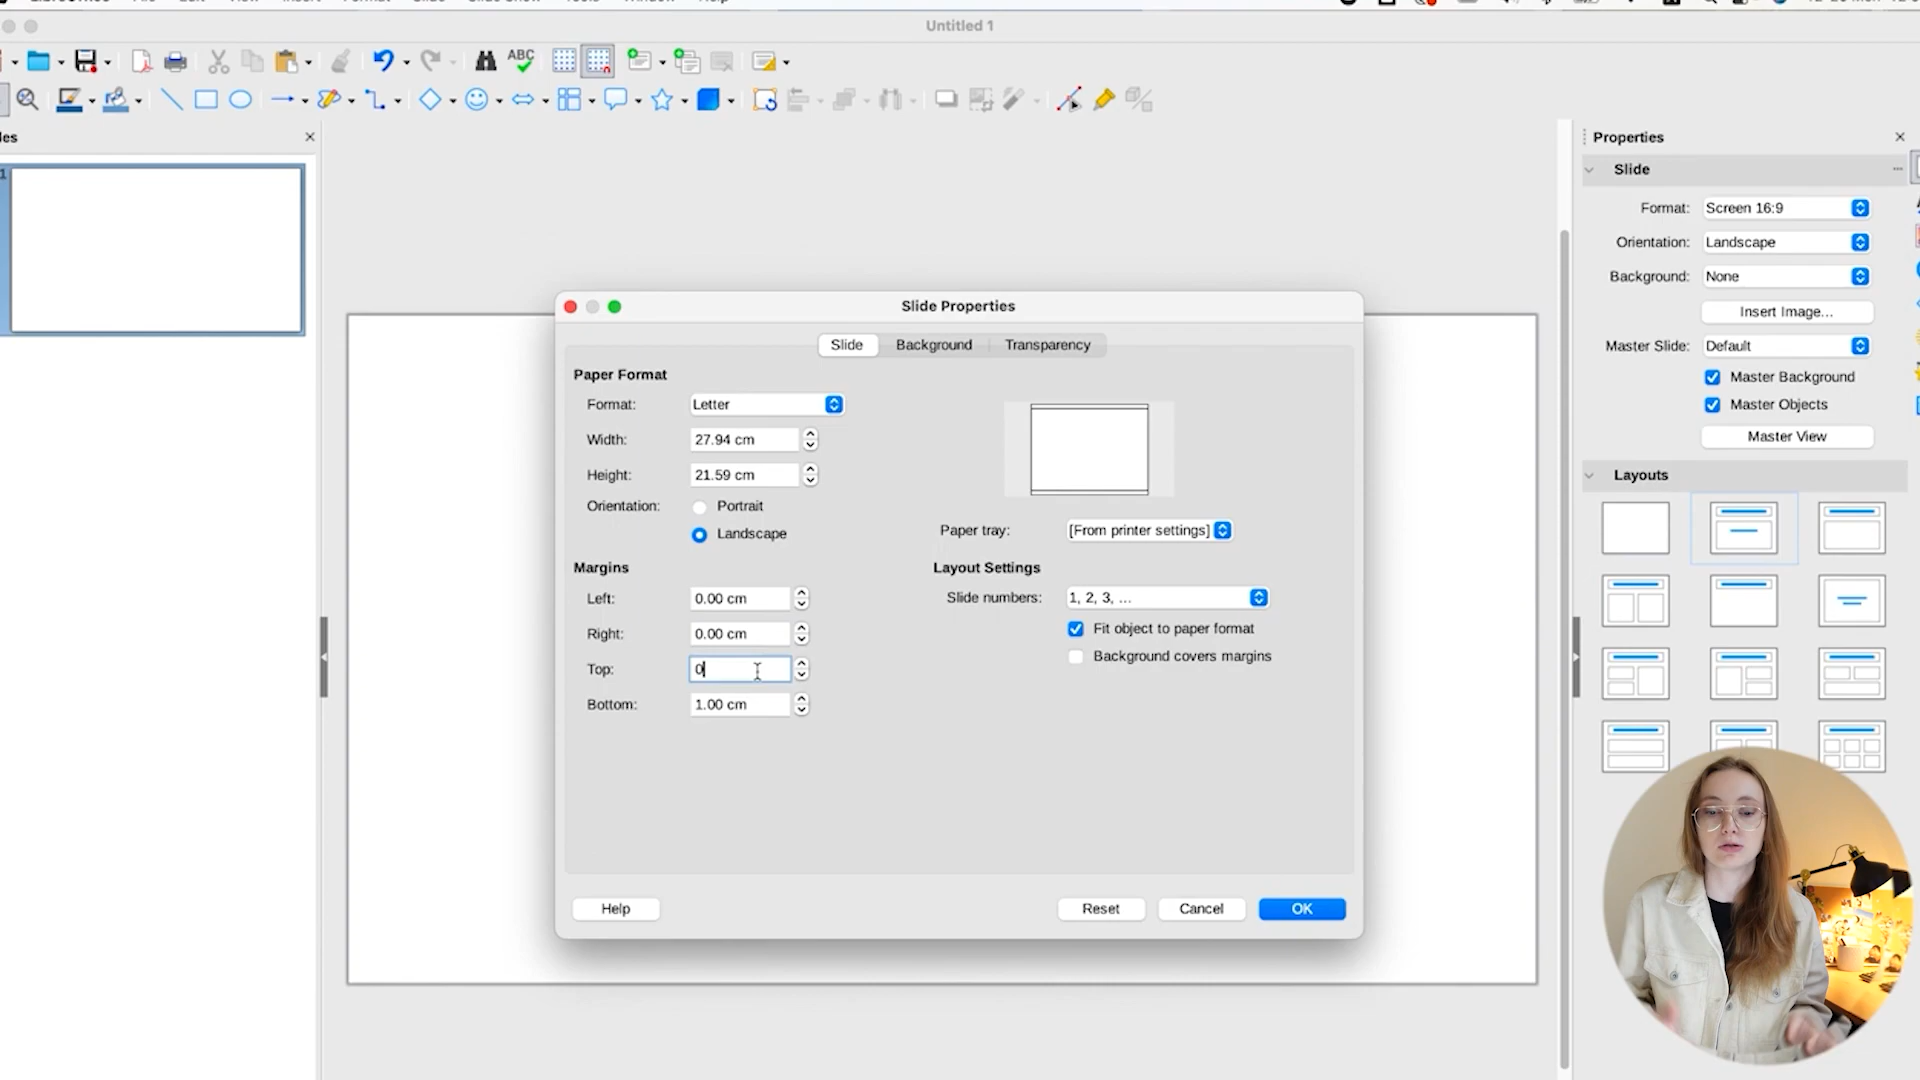 Untitled 1
ABC
Properties
Slide
Format: Screen 16:9
Orientation: Landscape
Background: None
Insert Image...
Master Slide: Default
Master Background
Master Objects
Master View
Layouts
1
Slide Properties
Slide Background Transparency
Paper Format
Format: Letter
Width: 27.94 cm
Height: 21.59 cm
Orientation: Portrait
Landscape
Paper tray: [From printer settings]
Margins
Layout Settings
Left: 0.00 cm
Slide numbers: 1, 2, 3, ...
Right: 0.00 cm
Fit object to paper format
Background covers margins
Top: 0
Bottom: 1.00 cm
Help Reset Cancel OK